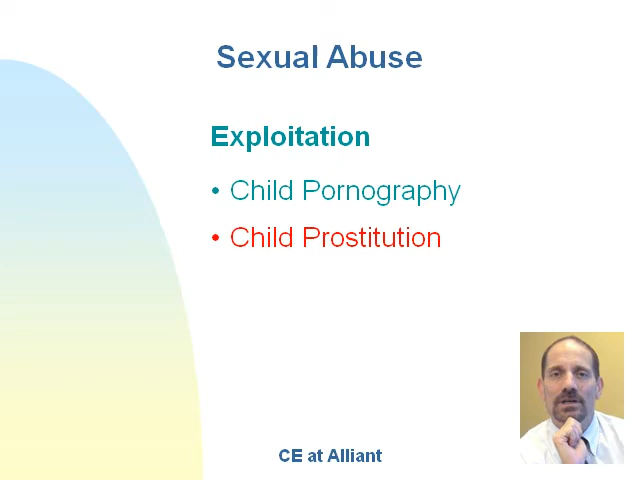 Sexual Abuse
Exploitation
• Child Pornography
• Child Prostitution
CE at Alliant